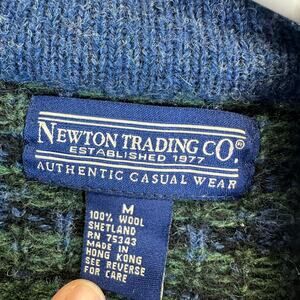 NEWTON TRADING CO.®
ESTABLISHED 1977
AUTHENTIC CASUAL WEAR
M
100% WOOL
SHETLAND
RN 75343
MADE IN
HONG KONG
SEE REVERSE
FOR CARE